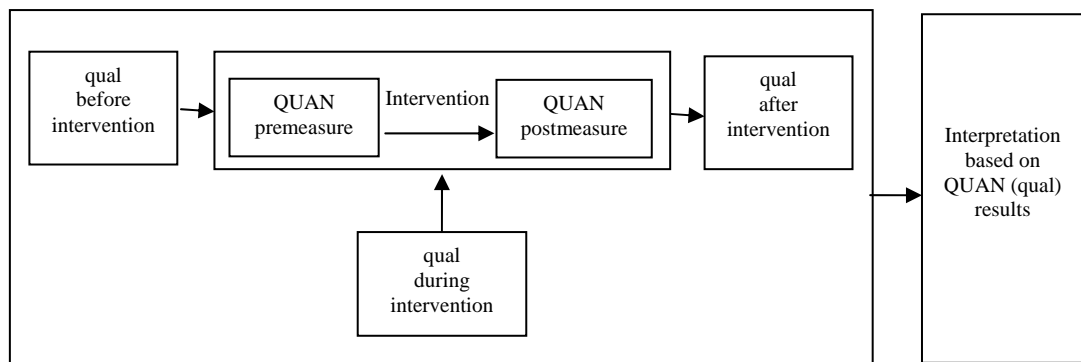 qual
before
intervention
QUAN
premeasure
Intervention
QUAN
postmeasure
qual
after
intervention
qual
during
intervention
Interpretation
based on
QUAN (qual)
results